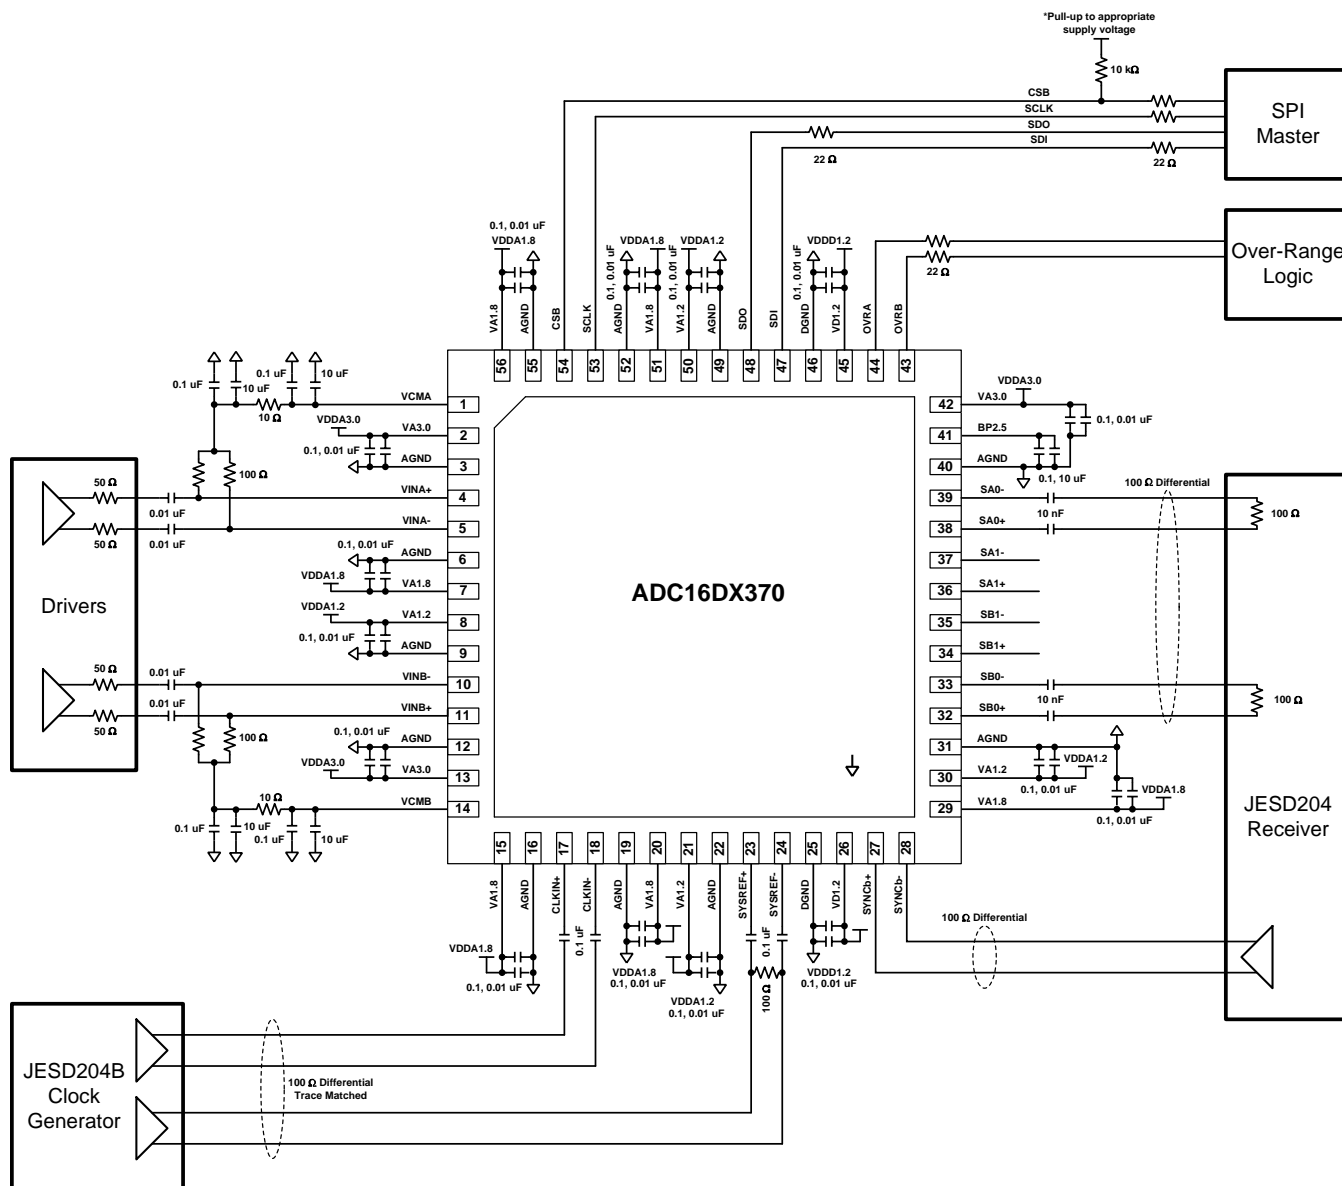 *Pull-up to appropriate
supply voltage
10 kΩ
CSB
SCLK
SDO
SDI
22 Ω
22 Ω
SPI
Master
Over-Range
Logic
22 Ω
0.1, 0.01 uF
VDDA1.8
0.1, 0.01 uF
VDDA1.8
0.1, 0.01 uF
VDDA1.2
0.1, 0.01 uF
VDDD1.2
VA1.8
AGND
CSB
SCLK
AGND
VA1.8
VA1.2
AGND
SDO
SDI
DGND
VD1.2
OVRA
OVRB
56
55
54
53
52
51
50
49
48
47
46
45
44
43
0.1 uF
10 uF
0.1 uF
10 uF
10 Ω
VCMA
1
VDDA3.0
VA3.0
2
0.1, 0.01 uF
AGND
3
100 Ω
50 Ω
0.01 uF
VINA+
4
50 Ω
0.01 uF
VINA-
5
0.1, 0.01 uF
AGND
6
VDDA1.8
VA1.8
7
VDDA1.2
VA1.2
8
0.1, 0.01 uF
AGND
9
Drivers
50 Ω
0.01 uF
VINB-
10
50 Ω
0.01 uF
VINB+
11
100 Ω
0.1, 0.01 uF
AGND
12
VDDA3.0
VA3.0
13
10 Ω
VCMB
14
0.1 uF
10 uF
0.1 uF
10 uF
ADC16DX370
42
VA3.0
VDDA3.0
0.1, 0.01 uF
41
BP2.5
40
AGND
0.1, 10 uF
39
SA0-
10 nF
100 Ω Differential
100 Ω
38
SA0+
37
SA1-
36
SA1+
35
SB1-
34
SB1+
33
SB0-
10 nF
100 Ω
32
SB0+
31
AGND
VDDA1.2
30
VA1.2
0.1, 0.01 uF
VDDA1.8
29
VA1.8
0.1, 0.01 uF
JESD204
Receiver
15
16
17
18
19
20
21
22
23
24
25
26
27
28
VA1.8
AGND
CLKIN+
CLKIN-
AGND
VA1.8
VA1.2
AGND
SYSREF+
SYSREF-
DGND
VD1.2
SYNCb+
SYNCb-
VDDA1.8
0.1, 0.01 uF
0.1 uF
VDDA1.8
0.1, 0.01 uF
VDDA1.2
0.1, 0.01 uF
0.1 uF
100 Ω
VDDD1.2
0.1, 0.01 uF
100 Ω Differential
JESD204B
Clock
Generator
100 Ω Differential
Trace Matched